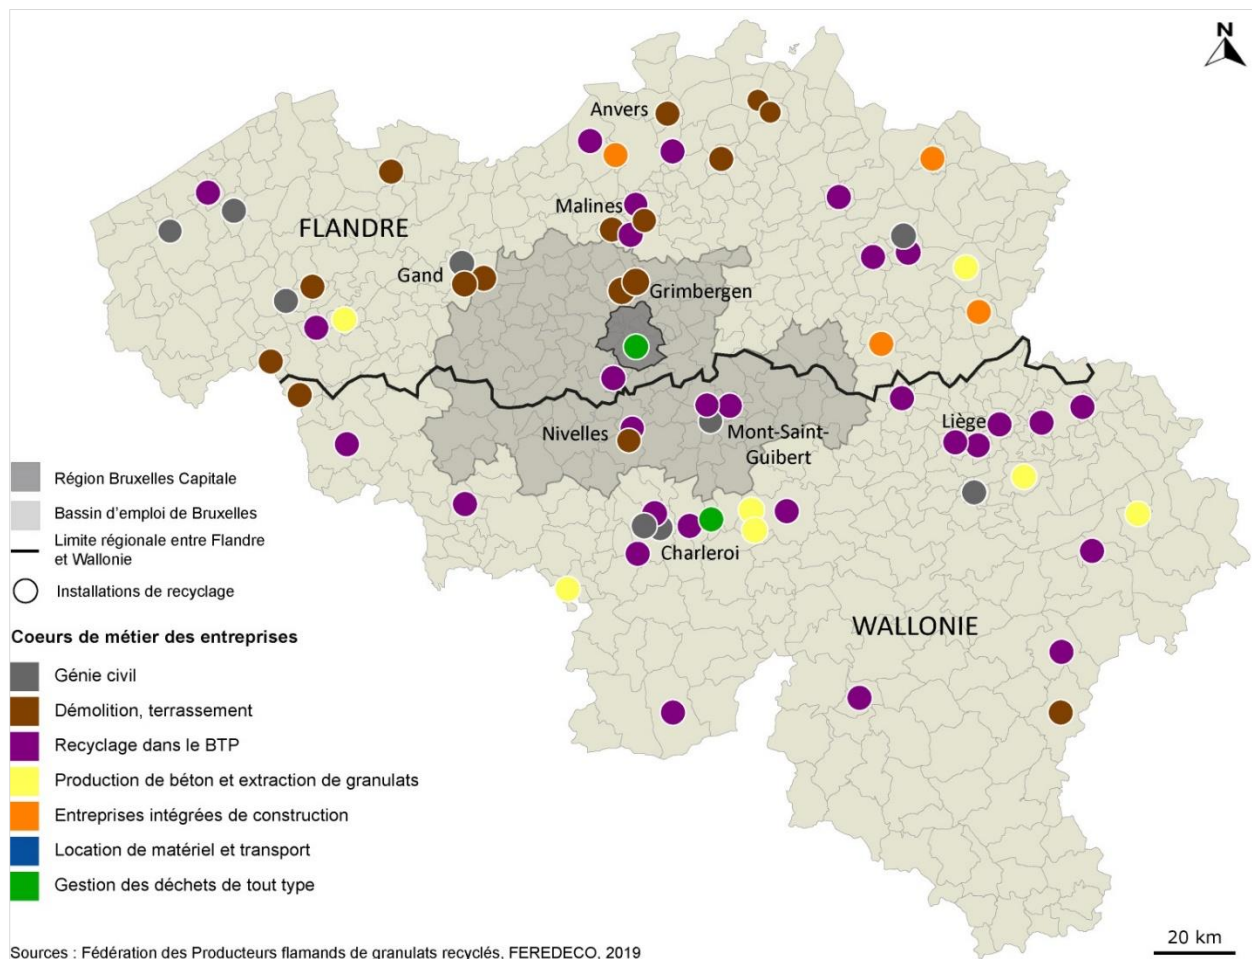 N
Anvers
Malines
FLANDRE
Gand
Grimbergen
Nivelles
Mont-Saint-
Guibert
Liège
Charleroi
WALLONIE
Région Bruxelles Capitale
Bassin d'emploi de Bruxelles
Limite régionale entre Flandre
et Wallonie
Installations de recyclage
Coeurs de métier des entreprises
Génie civil
Démolition, terrassement
Recyclage dans le BTP
Production de béton et extraction de granulats
Entreprises intégrées de construction
Location de matériel et transport
Gestion des déchets de tout type
20 km
Sources : Fédération des Producteurs flamands de granulats recyclés, FEREDECO, 2019